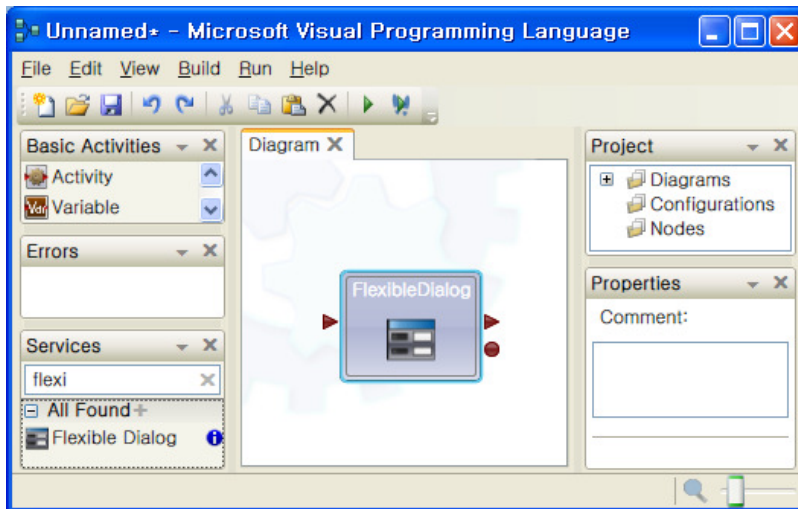 Unnamed* - Microsoft Visual Programming Language
File Edit View Build Run Help
Basic Activities
Activity
Var Variable
Errors
Services
flexi
All Found
Flexible Dialog
Diagram
FlexibleDialog
Project
Diagrams
Configurations
Nodes
Properties
Comment: